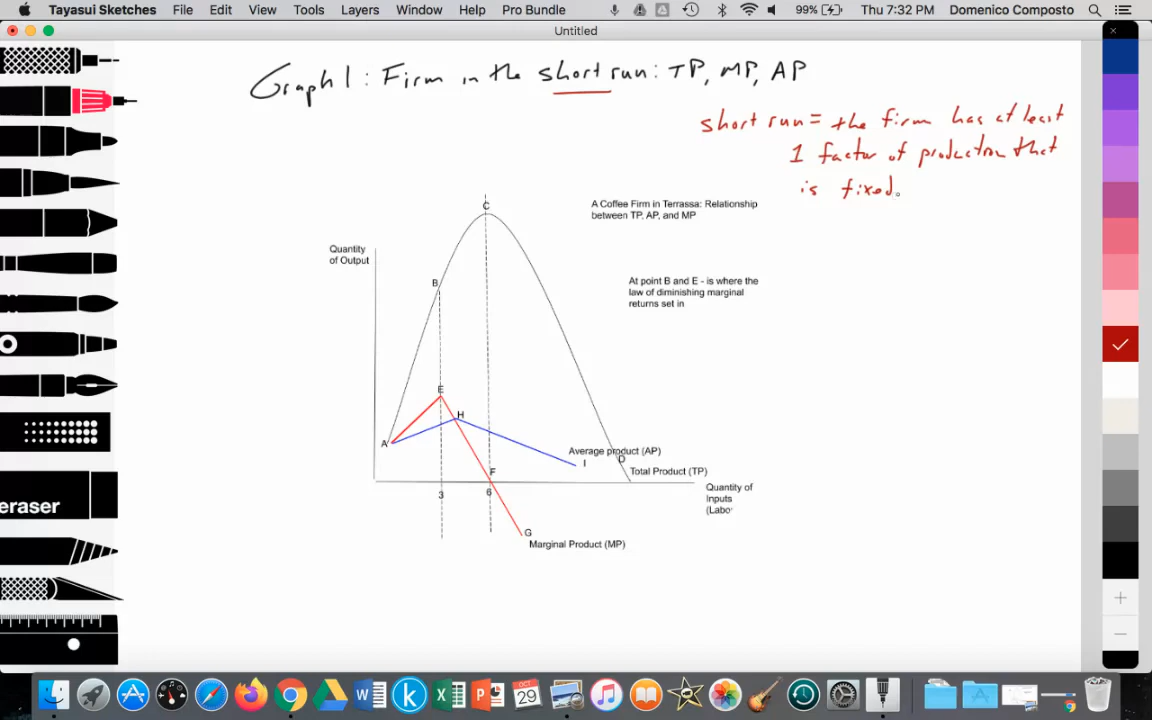 Tayasui Sketches File Edit View Tools Layers Window Help Pro Bundle 99% Thu 7:32 PM Domenico Composto
Untitled
Graph 1: Firm in the short run: TP, MP, AP
short run = the firm has at least
1 factor of production that
is fixed.
A Coffee Firm in Terrassa: Relationship
between TP, AP, and MP
C
Quantity
of Output
B
At point B and E - is where the
law of diminishing marginal
returns set in
E
H
A
Average product (AP)
D
I
F
Total Product (TP)
3
6
Quantity of
Inputs
(Labo
G
Marginal Product (MP)
eraser
OCT
29